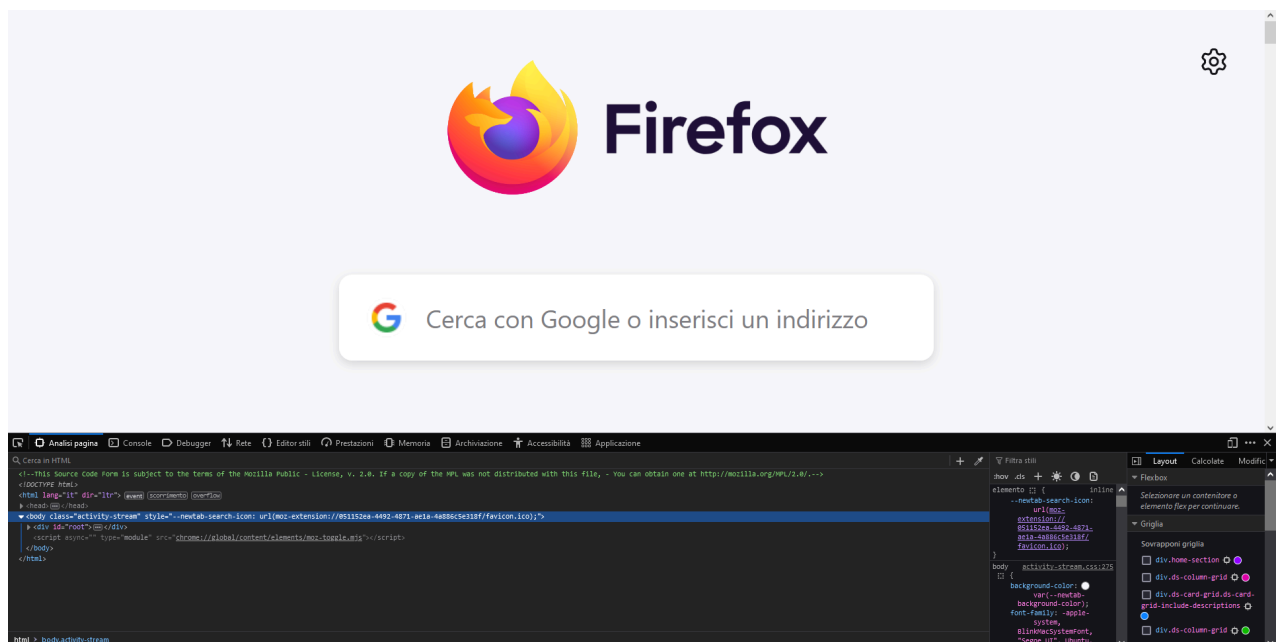 Firefox
Cerca con Google o inserisci un indirizzo
Analisi pagina Console Debugger Rete Editor stili Prestazioni Memoria Archiviazione Accessibilità Applicazione
Cerca in HTML
<!--This Source Code Form is subject to the terms of the Mozilla Public - License, v. 2.0. If a copy of the MPL was not distributed with this file, - You can obtain one at http://mozilla.org/MPL/2.0/.-->
<!DOCTYPE html>
<html lang="it" dir="ltr"> event scorrimento overflow
<head> </head>
<body class="activity-stream" style="--newtab-search-icon: url(moz-extension://051152ea-4492-4871-ae1a-4a886c5e318f/favicon.ico);">
<div id="root"> </div>
<script async="" type="module" src="chrome://global/content/elements/moz-toggle.mjs"></script>
</body>
</html>
html > body.activity-stream
Filtra stili
:hov .cls
elemento { inline
--newtab-search-icon:
url(moz-
extension://
051152ea-4492-4871-
ae1a-4a886c5e318f/
favicon.ico);
}
body activity-stream.css:275
{
background-color:
var(--newtab-
background-color);
font-family: -apple-
system,
BlinkMacSystemFont,
"Segoe UI", Ubuntu,
Layout Calcolate Modific
Flexbox
Selezionare un contenitore o
elemento flex per continuare.
Griglia
Sovrapponi griglia
div.home-section
div.ds-column-grid
div.ds-card-grid.ds-card-
grid-include-descriptions
div.ds-column-grid